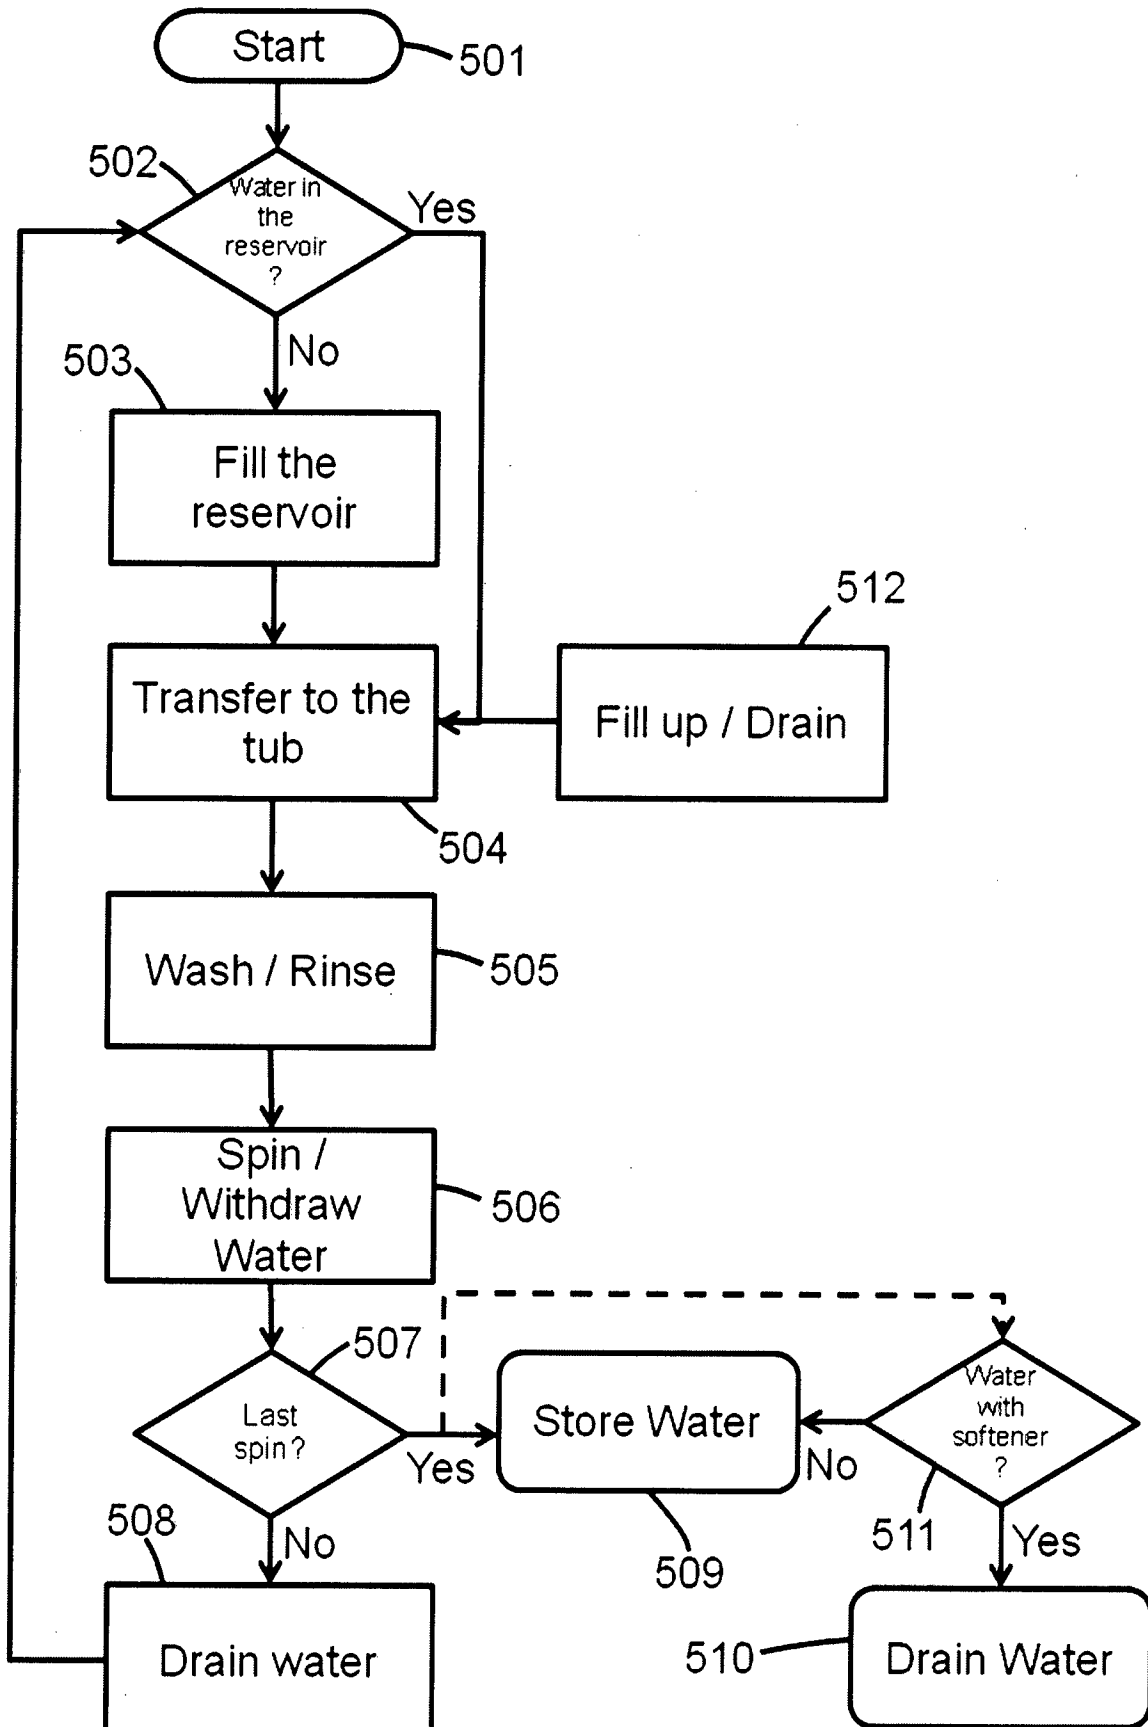 Start
501
502
Water in
the
reservoir
?
Yes
No
503
Fill the
reservoir
512
Transfer to the
tub
Fill up / Drain
504
Wash / Rinse
505
Spin /
Withdraw
Water
506
507
Last
spin ?
Yes
Store Water
509
Water
with
softener
?
No
511
Yes
No
508
Drain water
510
Drain Water